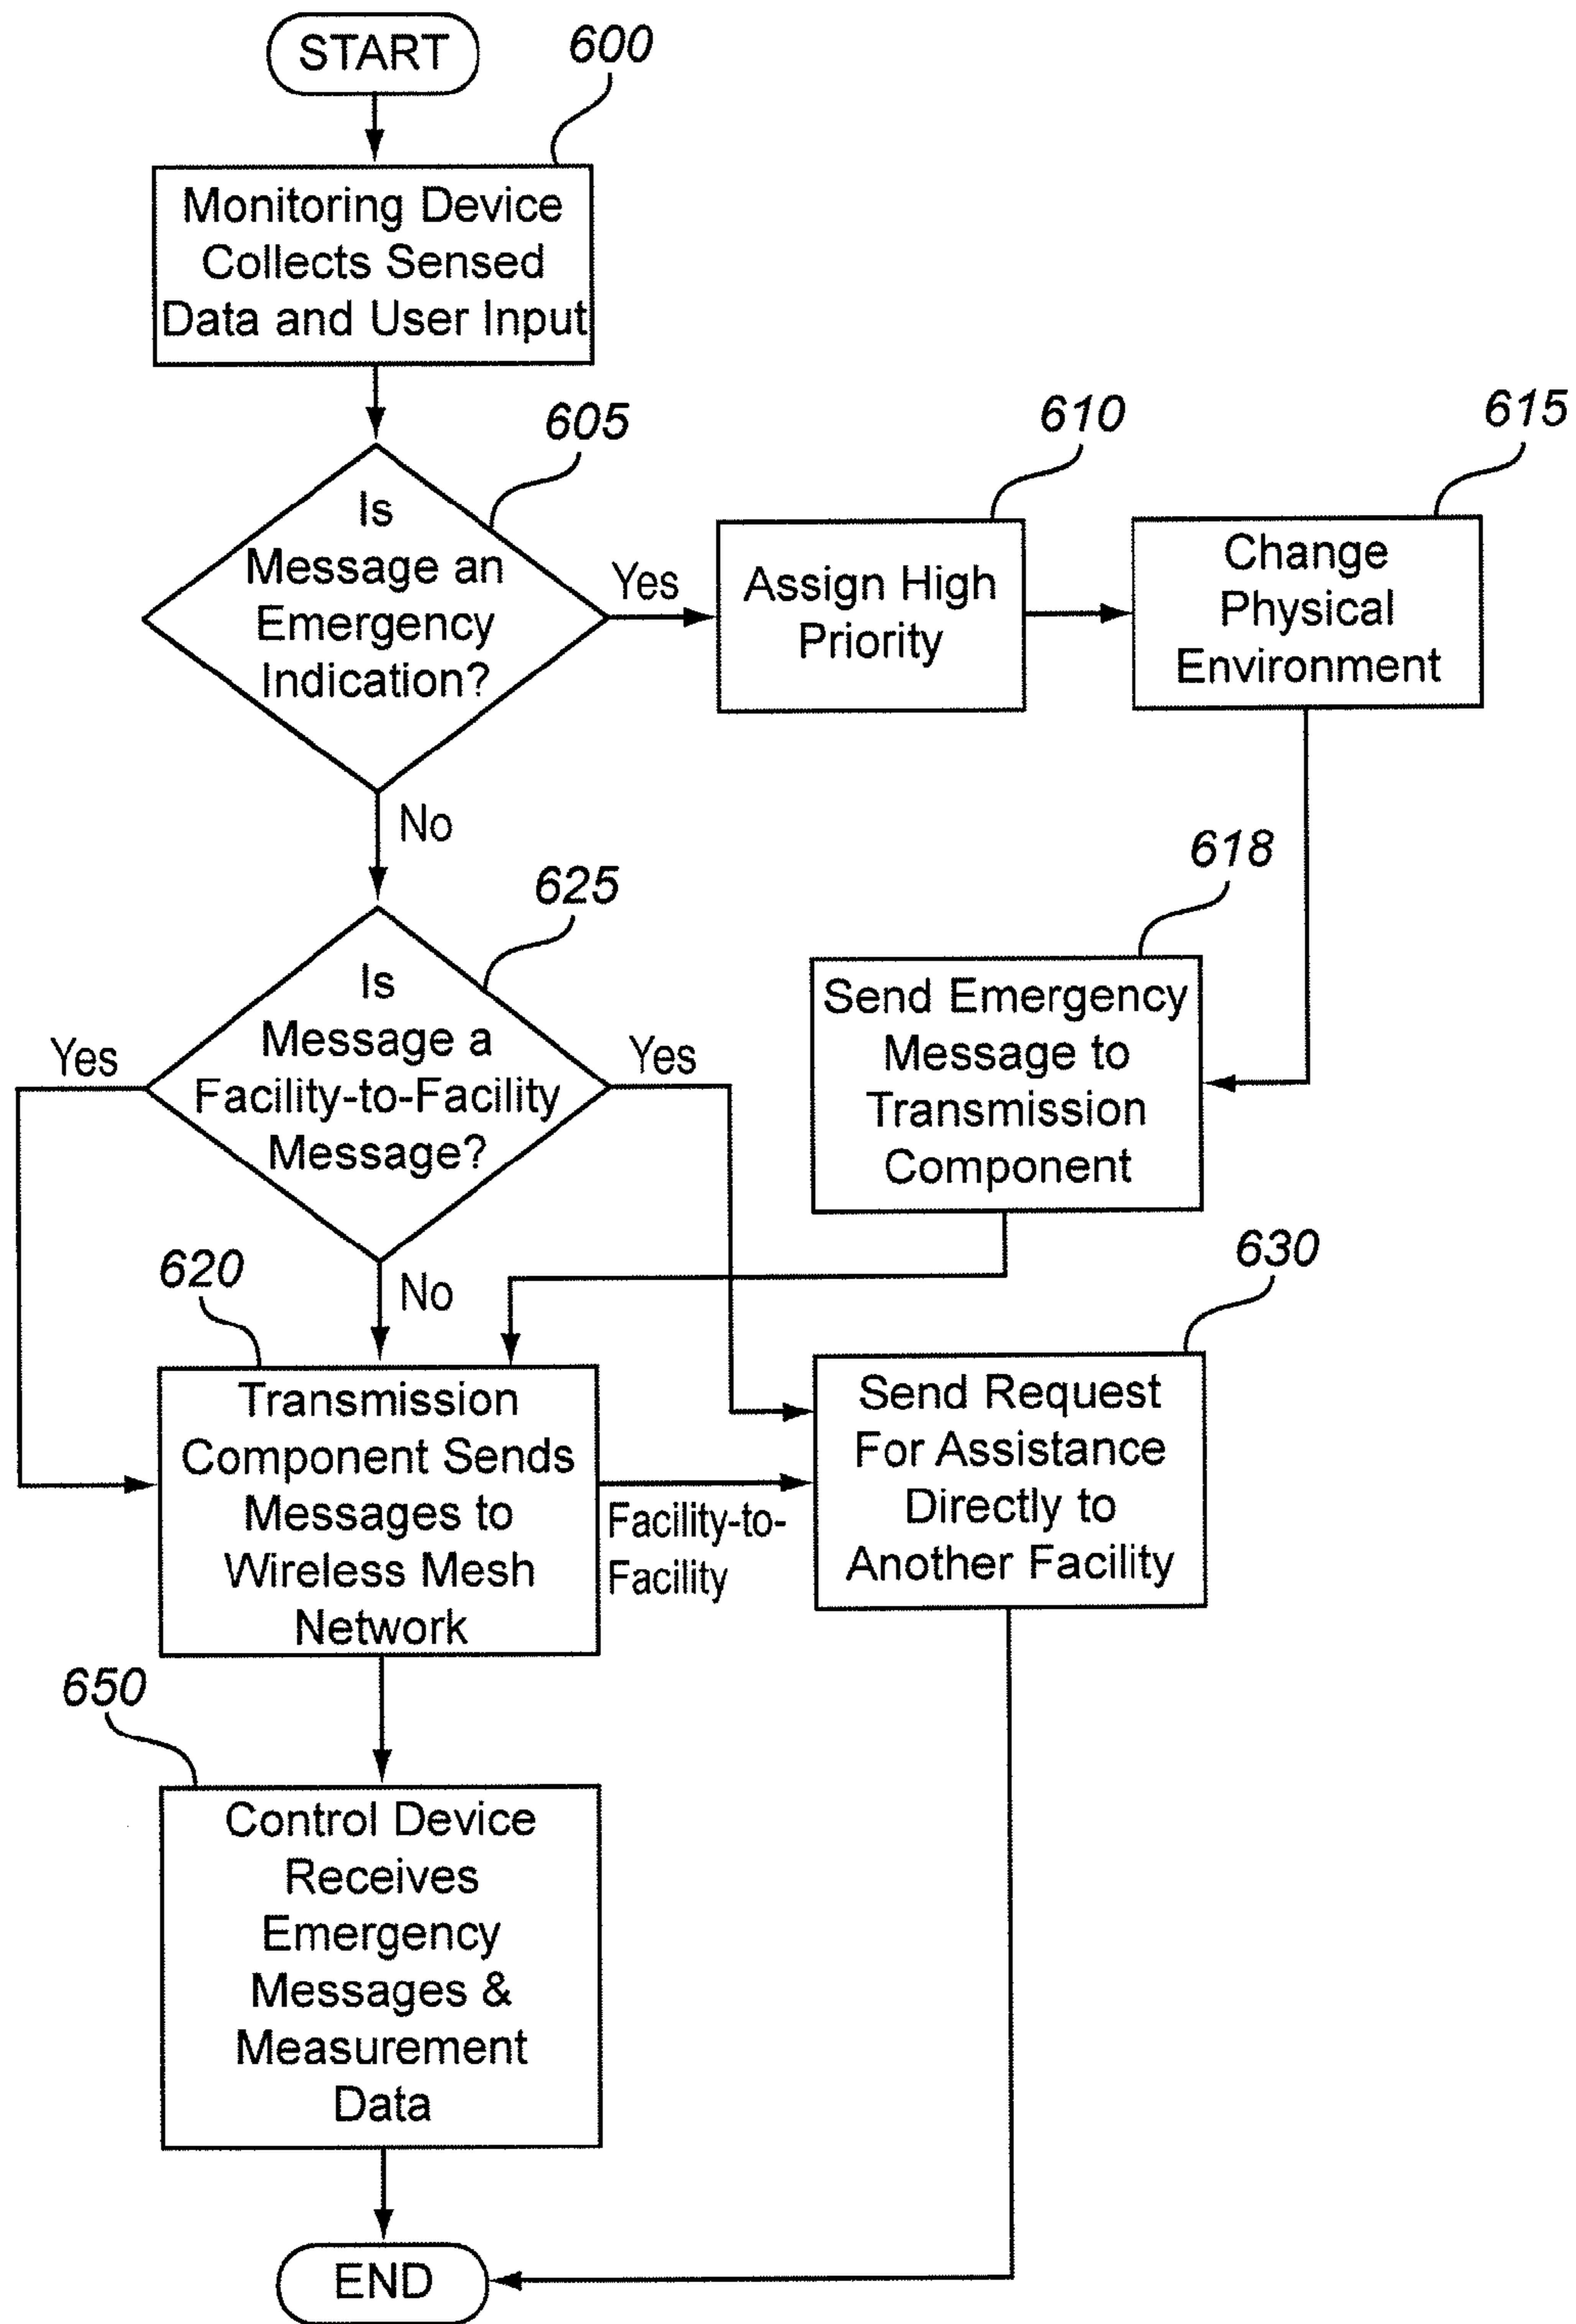 START
600
Monitoring Device
Collects Sensed
Data and User Input
605
Is
Message an
Emergency
Indication?
Yes
610
Assign High
Priority
615
Change
Physical
Environment
No
618
Send Emergency
Message to
Transmission
Component
625
Is
Message a
Facility-to-Facility
Message?
Yes
Yes
No
620
Transmission
Component Sends
Messages to
Wireless Mesh
Network
Facility-to-
Facility
630
Send Request
For Assistance
Directly to
Another Facility
650
Control Device
Receives
Emergency
Messages &
Measurement
Data
END